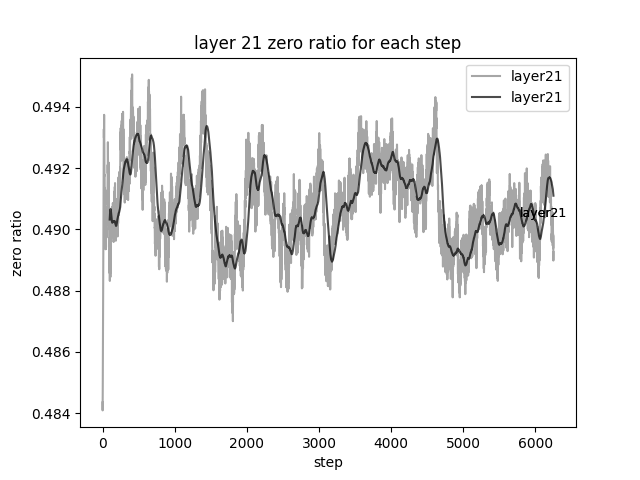 layer 21 zero ratio for each step
layer21
layer21
0.494
0.492
0.490
0.488
0.486
0.484
zero ratio
layer21
0
1000
2000
3000
4000
5000
6000
step